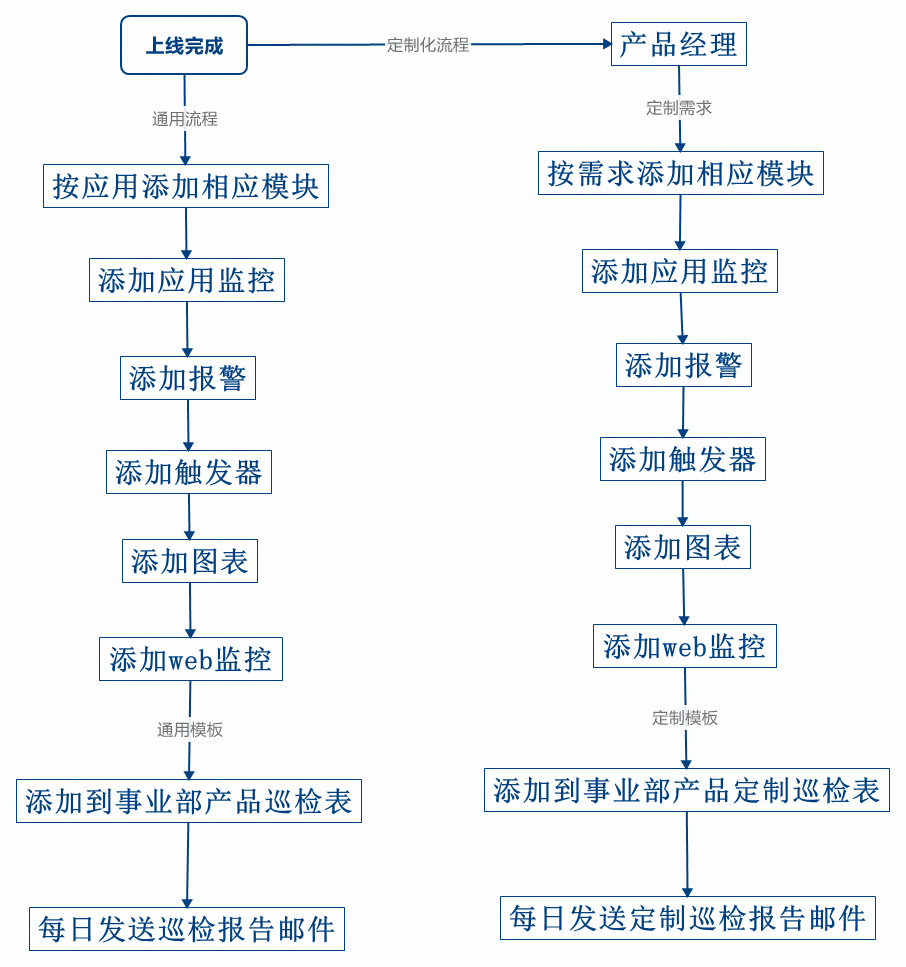 上线完成
定制化流程
产品经理
通用流程
定制需求
按应用添加相应模块
按需求添加相应模块
添加应用监控
添加应用监控
添加报警
添加报警
添加触发器
添加触发器
添加图表
添加图表
添加web监控
添加web监控
通用模板
定制模板
添加到事业部产品巡检表
添加到事业部产品定制巡检表
每日发送巡检报告邮件
每日发送定制巡检报告邮件